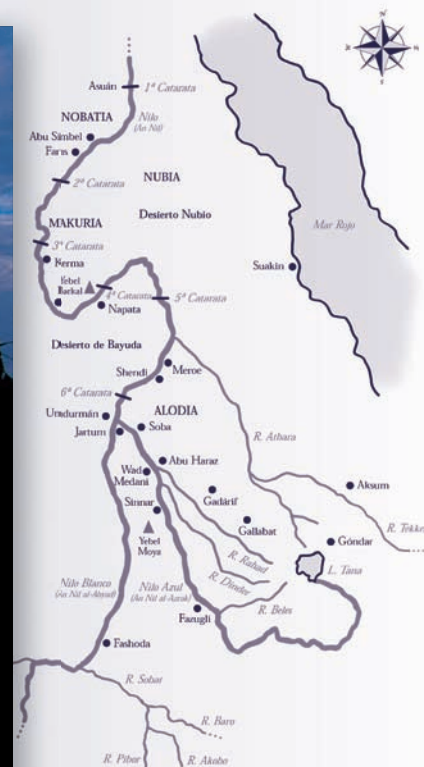 N
Asuán
1ª Catarata
NOBATIA
Nilo
(An Nil)
Abu Simbel
Faris
NUBIA
2ª Catarata
Desierto Nubio
MAKURIA
Mar Rojo
3ª Catarata
Kerma
Yebel
Barkal
4ª Catarata
5ª Catarata
Suakin
Napata
Desierto de Bayuda
Meroe
Shendi
6ª Catarata
ALODIA
Umdurmán
Soba
Jartum
R. Atbara
Abu Haraz
Wad
Medani
Gadárif
Aksum
Sinnar
Gallabat
R. Tekke
Yebel
Moya
Góndar
R. Rahad
L. Tana
R. Dinder
Nilo Blanco
(An Nil al-Abyad)
Nilo Azul
(An Nil al-Azrak)
R. Beles
Fazugli
Fashoda
R. Sobat
R. Baro
R. Pibor
R. Akobo